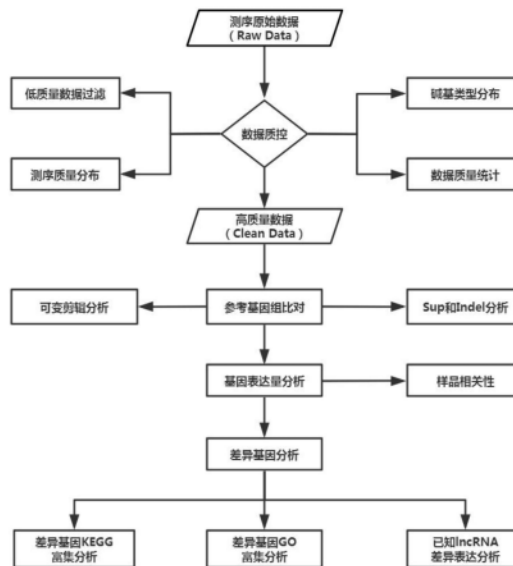 测序原始数据
（Raw Data）
低质量数据过滤
碱基类型分布
数据质控
测序质量分布
数据质量统计
高质量数据
（Clean Data）
可变剪辑分析
参考基因组比对
Sup和Indel分析
基因表达量分析
样品相关性
差异基因分析
差异基因KEGG
富集分析
差异基因GO
富集分析
已知lncRNA
差异表达分析